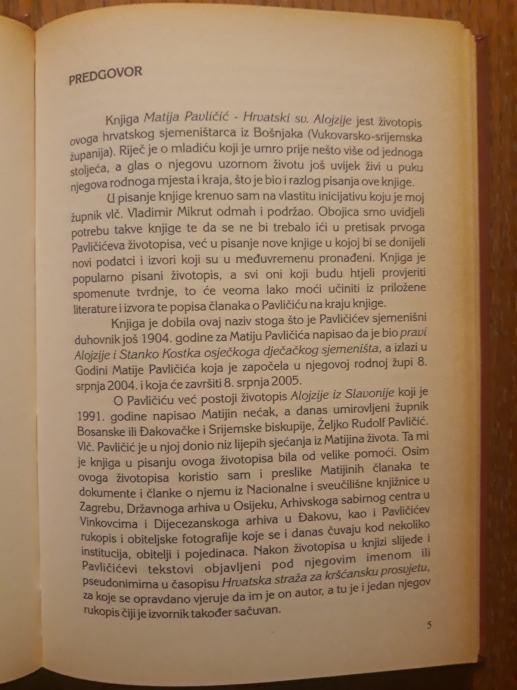 PREDGOVOR
Knjiga Matija Pavličić - Hrvatski sv. Alojzije jest životopis
ovoga hrvatskog sjemeništarca iz Bošnjaka (Vukovarsko-srijemska
županija). Riječ je o mladiću koji je umro prije nešto više od jednoga
stoljeća, a glas o njegovu uzornom životu još uvijek živi u puku
njegova rodnoga mjesta i kraja, što je bio i razlog pisanja ove knjige.
U pisanje knjige krenuo sam na vlastitu inicijativu koju je moj
župnik vlč. Vladimir Mikrut odmah i podržao. Obojica smo uvidjeli
potrebu takve knjige te da se ne bi trebalo ići u pretisak prvoga
Pavličićeva životopisa, već u pisanje nove knjige u kojoj bi se donijeli
novi podatci i izvori koji su u međuvremenu pronađeni. Knjiga je
popularno pisani životopis, a svi oni koji budu htjeli provjeriti
spomenute tvrdnje, to će veoma lako moći učiniti iz priložene
literature i izvora te popisa članaka o Pavličiću na kraju knjige.
Knjiga je dobila ovaj naziv stoga što je Pavličićev sjemenišni
duhovnik još 1904. godine za Matiju Pavličića napisao da je bio pravi
Alojzije i Stanko Kostka osječkoga dječačkog sjemeništa, a izlazi u
Godini Matije Pavličića koja je započela u njegovoj rodnoj župi 8.
srpnja 2004. i koja će završiti 8. srpnja 2005.
O Pavličiću već postoji životopis Alojzije iz Slavonije koji je
1991. godine napisao Matijin nećak, a danas umirovljeni župnik
Bosanske ili Đakovačke i Srijemske biskupije, Željko Rudolf Pavličić.
Vlč. Pavličić je u njoj donio niz lijepih sjećanja iz Matijina života. Ta mi
je knjiga u pisanju ovoga životopisa bila od velike pomoći. Osim
ovoga životopisa koristio sam i preslike Matijinih članaka te
dokumente i članke o njemu iz Nacionalne i sveučilišne knjižnice u
Zagrebu, Državnoga arhiva u Osijeku, Arhivskoga sabirnog centra u
Vinkovcima i Dijecezanskoga arhiva u Đakovu, kao i Pavličićev
rukopis i obiteljske fotografije koje se i danas čuvaju kod nekoliko
institucija, obitelji i pojedinaca. Nakon životopisa u knjizi slijede i
Pavličićevi tekstovi objavljeni pod njegovim imenom ili
pseudonimima u časopisu Hrvatska straža za kršćansku prosvjetu,
za koje se opravdano vjeruje da im je on autor, a tu je i jedan njegov
rukopis čiji je izvornik također sačuvan.
5